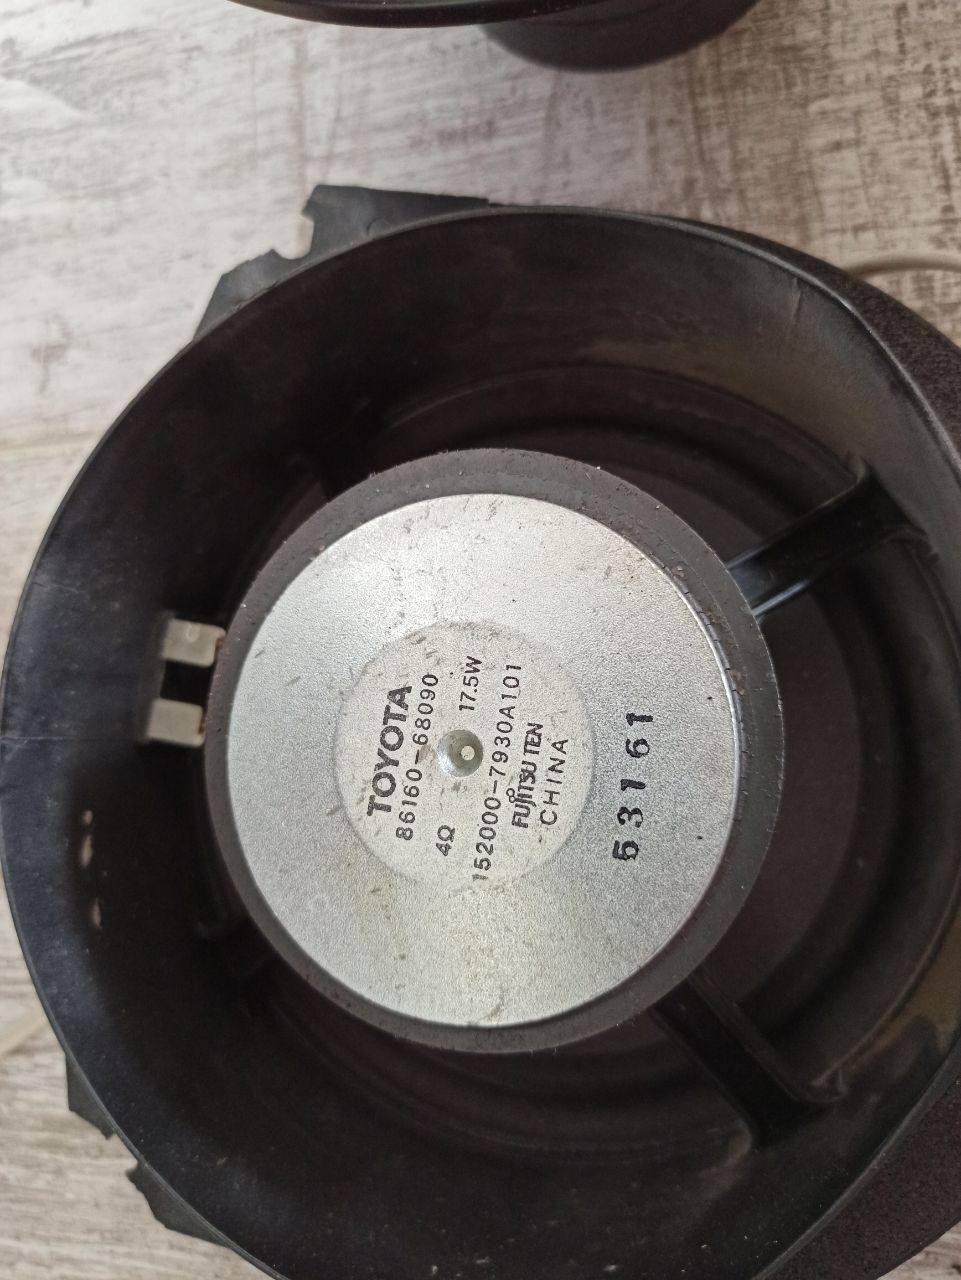 TOYOTA
86160-68090
4Ω 17.5W
152000-7930A101
FUJITSU TEN
CHINA
53161